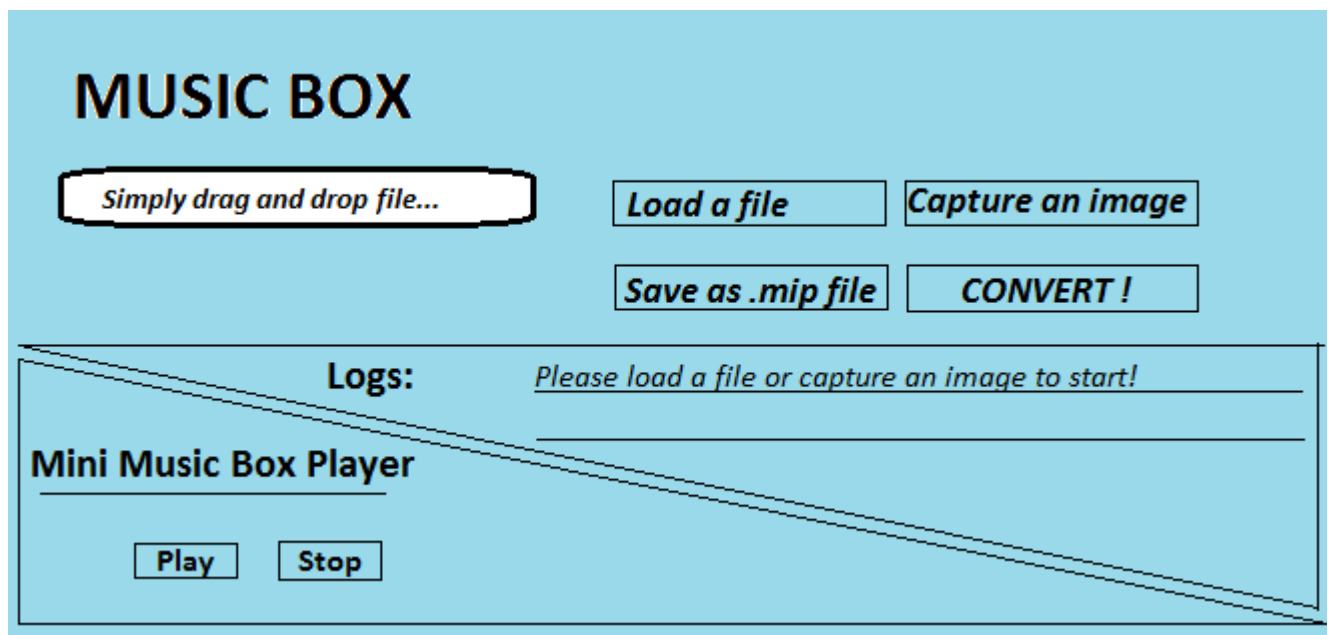 MUSIC BOX
Simply drag and drop file...
Load a file
Capture an image
Save as .mip file
CONVERT !
Logs:
Please load a file or capture an image to start!
Mini Music Box Player
Play
Stop